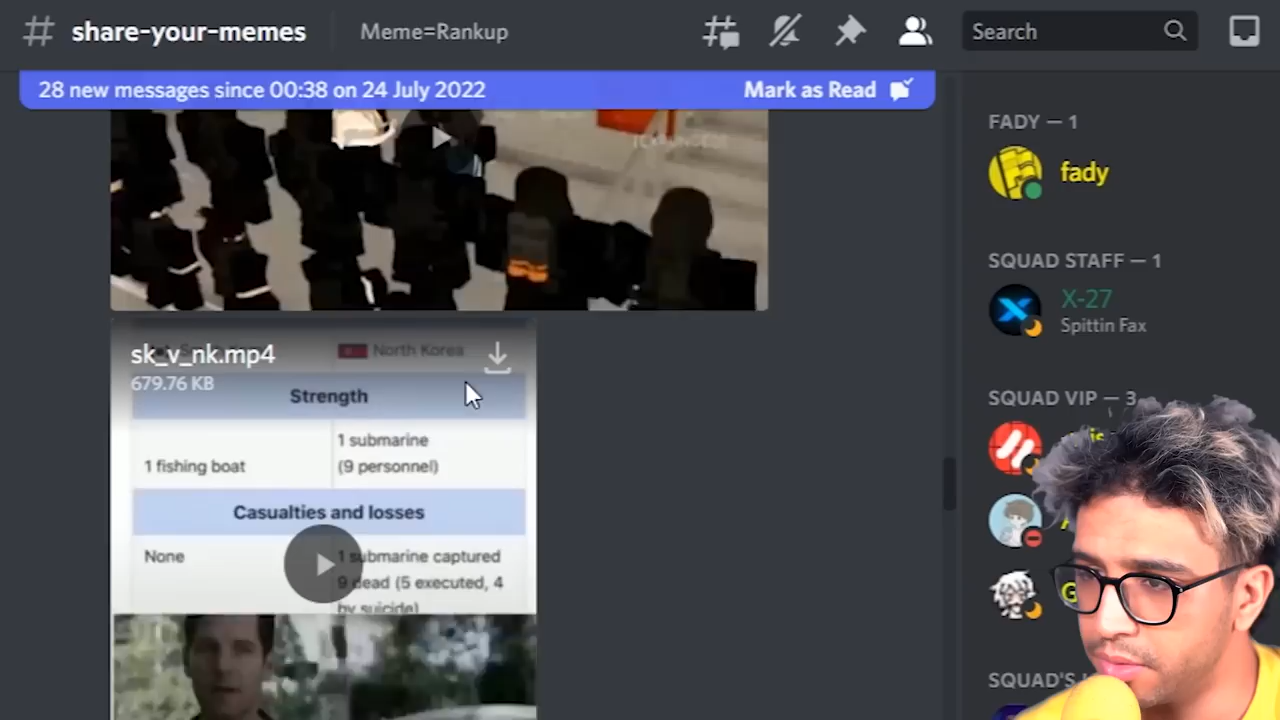 share-your-memes
Meme=Rankup
Search
28 new messages since 00:38 on 24 July 2022
Mark as Read
FADY — 1
fady
SQUAD STAFF — 1
X-27
Spittin Fax
SQUAD VIP — 3
sk_v_nk.mp4
679.76 KB
North Korea
Strength
1 fishing boat
1 submarine
(9 personnel)
Casualties and losses
None
1 submarine captured
9 dead (5 executed, 4
by suicide)
SQUAD'S